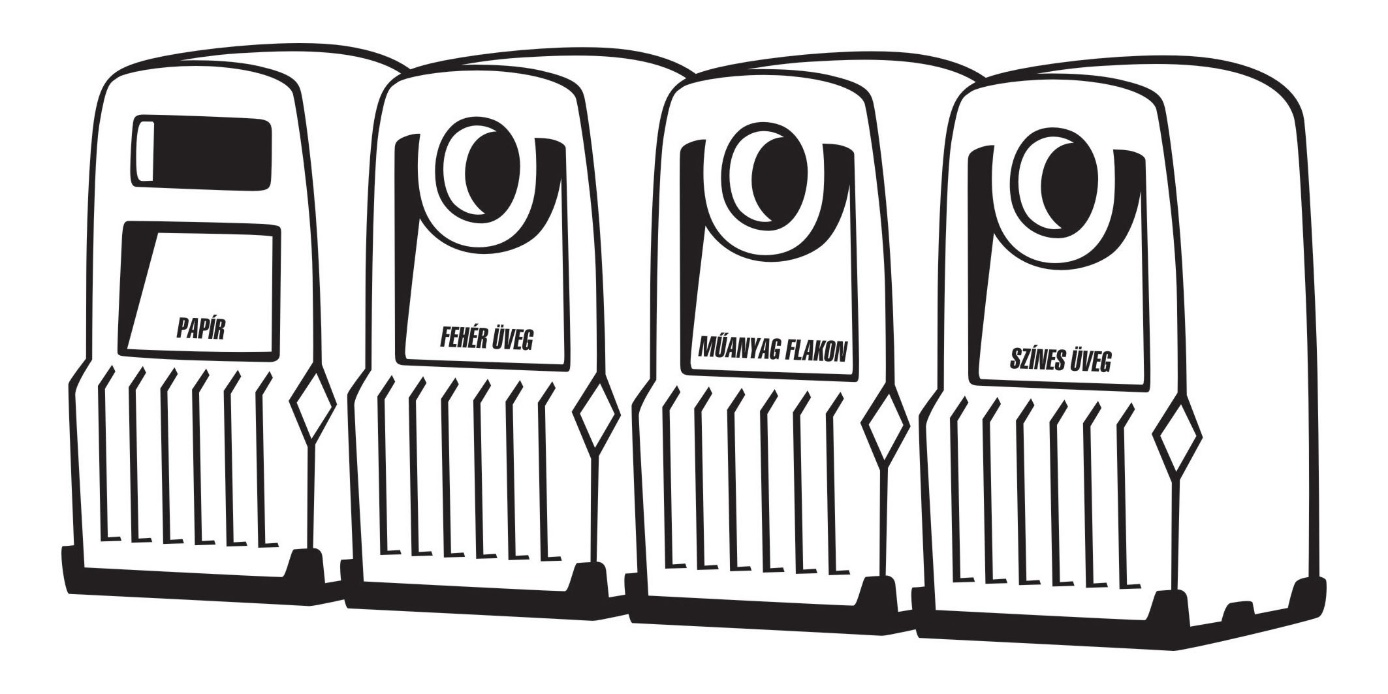 PAPÍR
FEHÉR ÜVEG
MŰANYAG FLAKON
SZÍNES ÜVEG